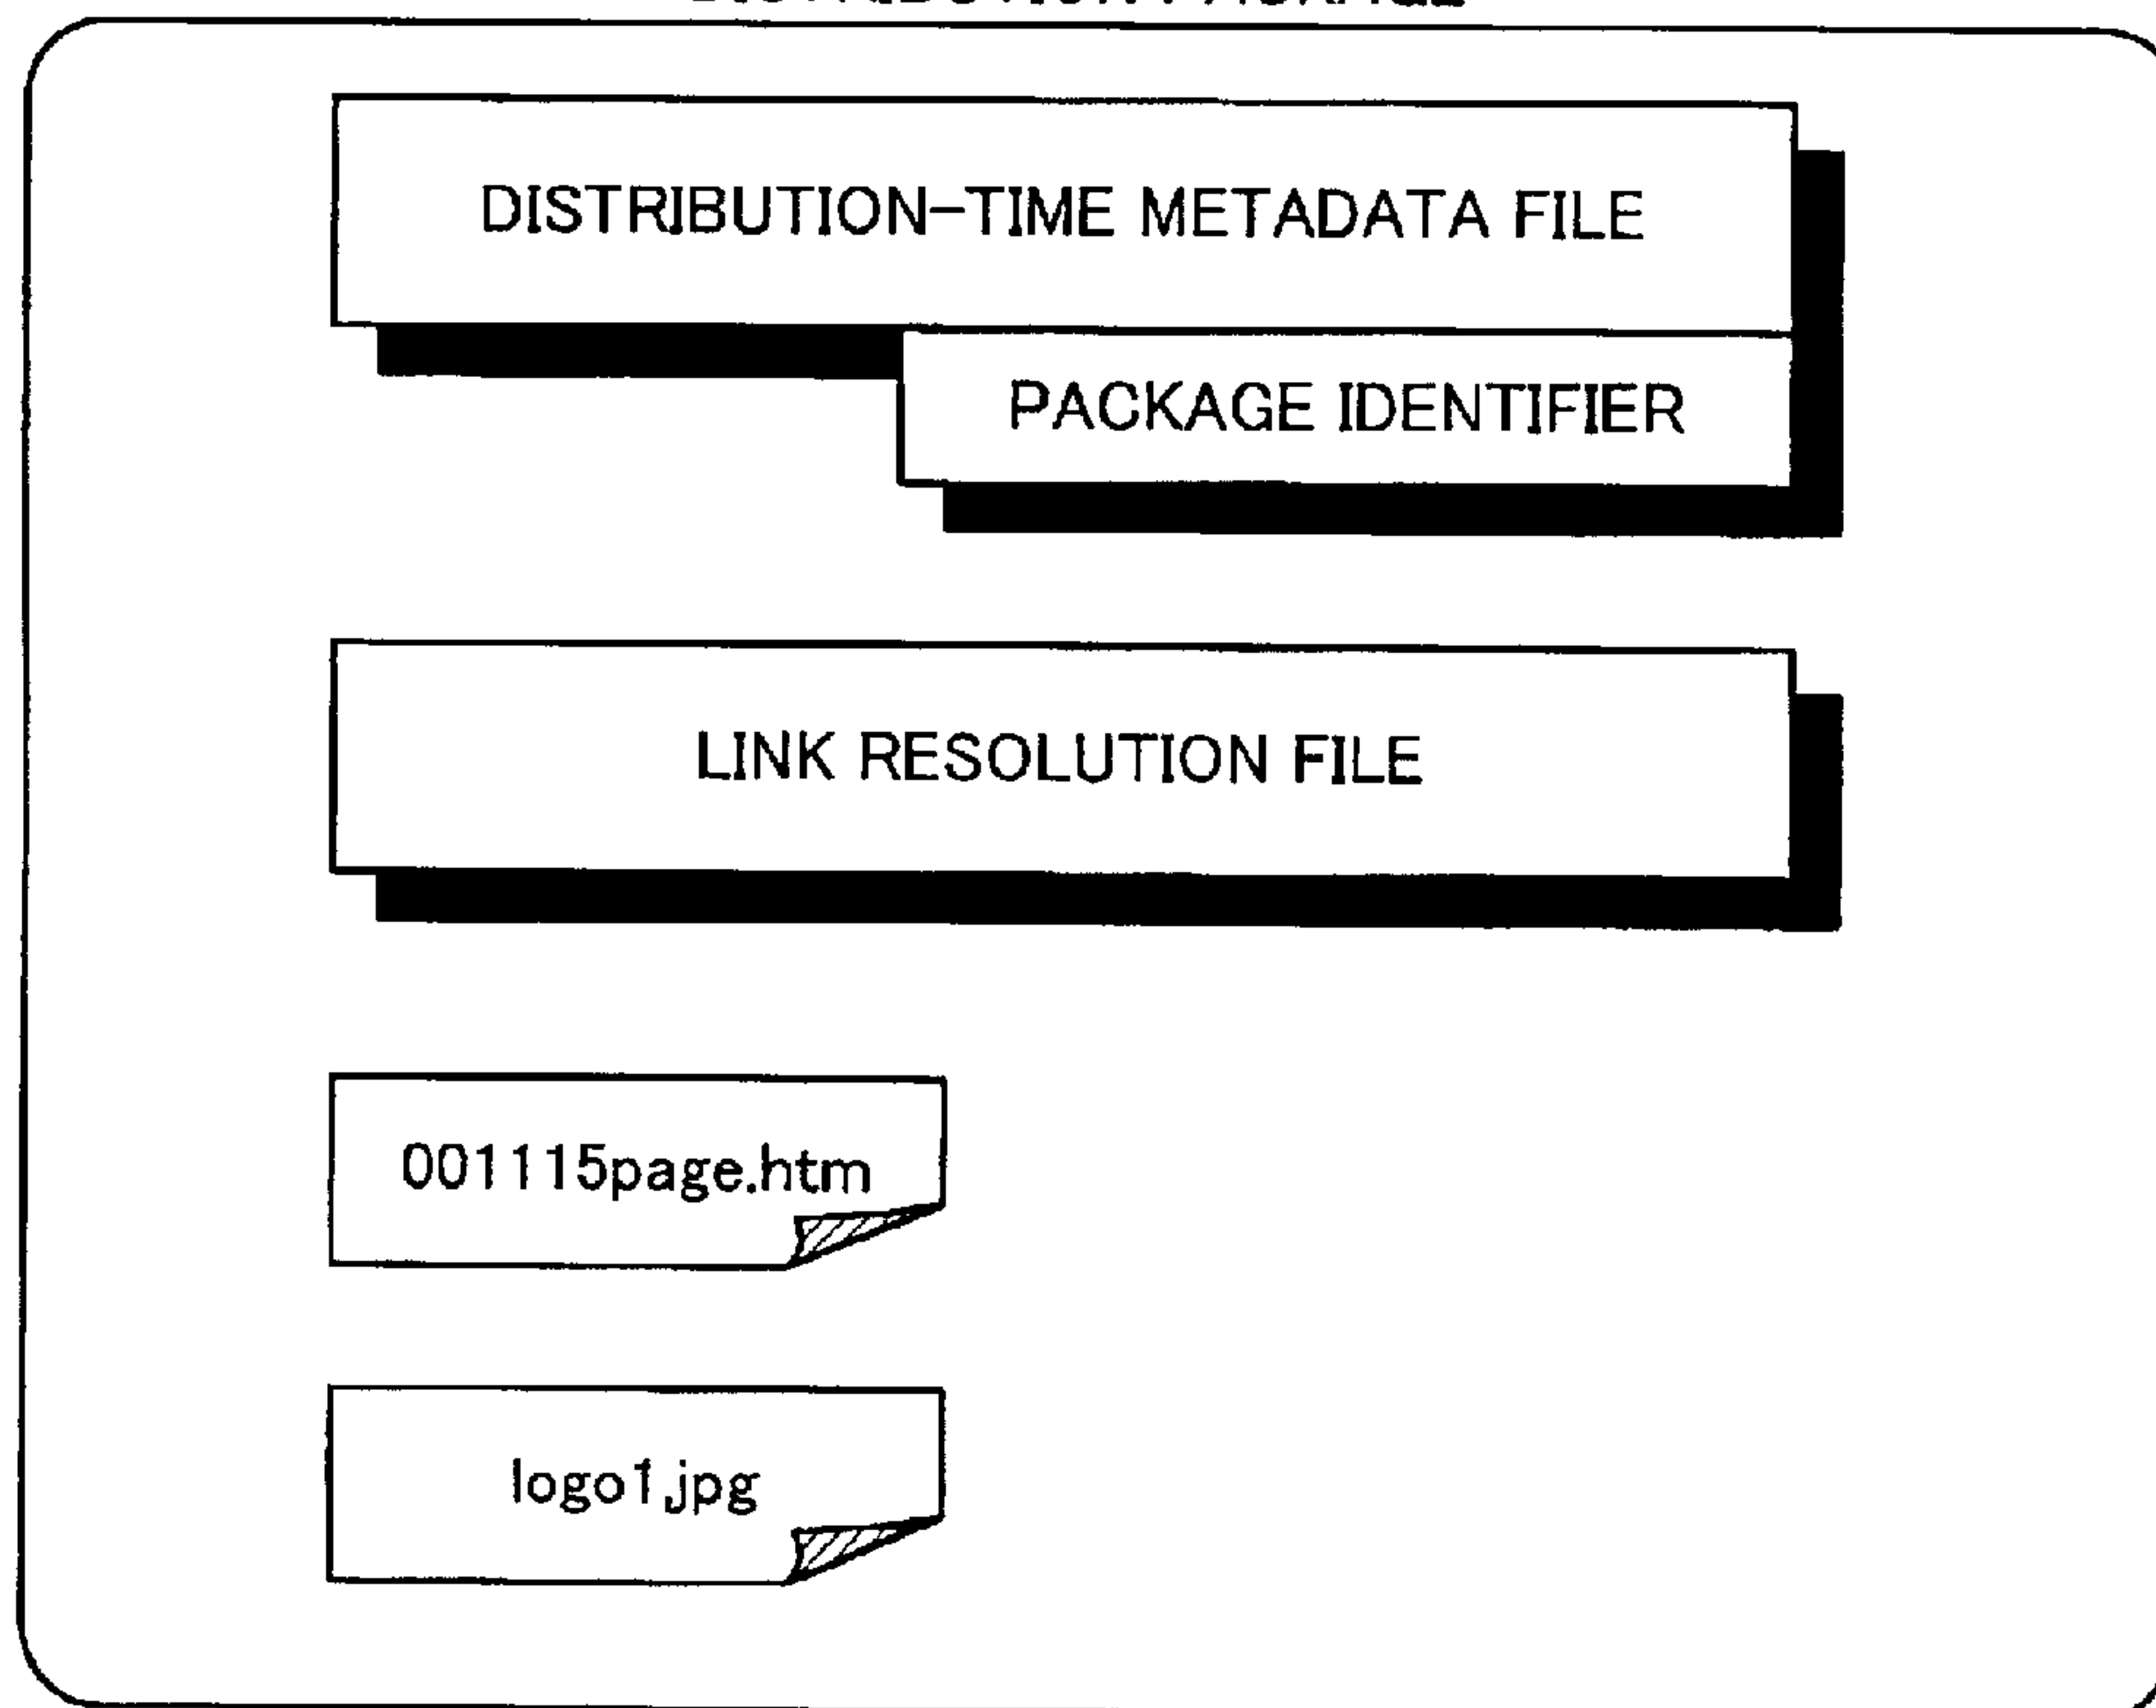 DISTRIBUTION-TIME METADATA FILE
PACKAGE IDENTIFIER
LINK RESOLUTION FILE
001115page.htm
logo1.jpg